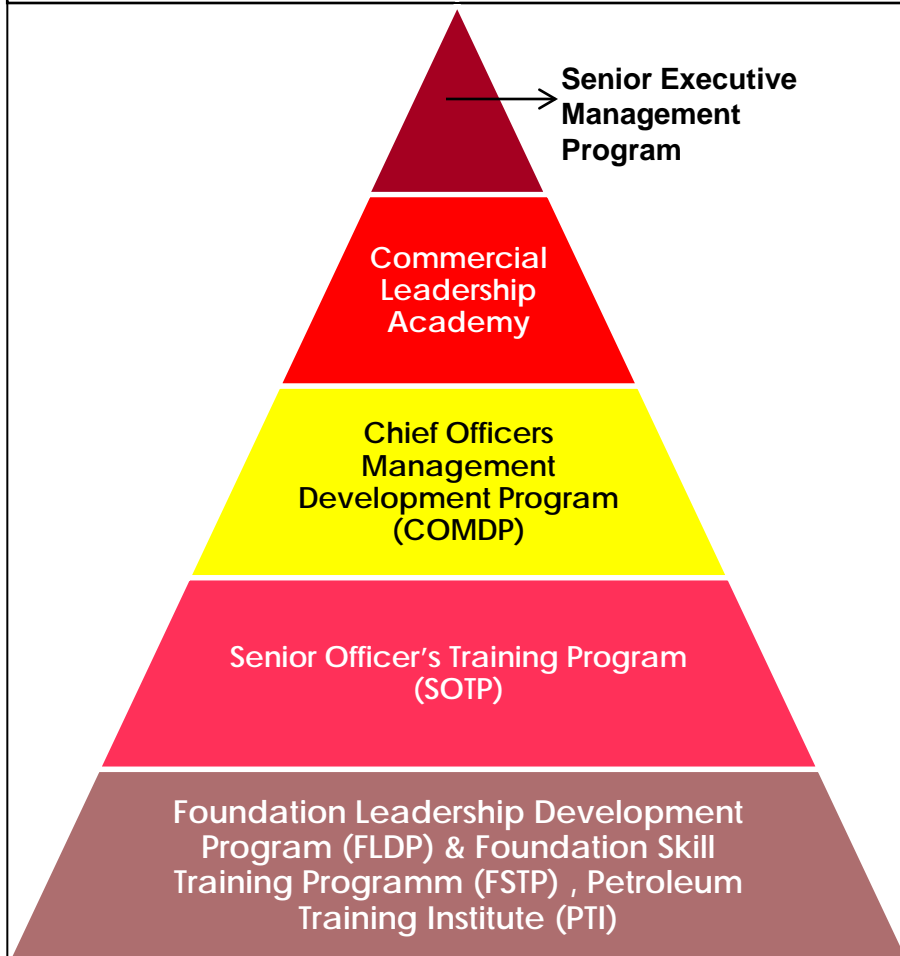 Senior Executive
Management
Program
Commercial
Leadership
Academy
Chief Officers
Management
Development Program
(COMDP)
Senior Officer’s Training Program
(SOTP)
Foundation Leadership Development
Program (FLDP) & Foundation Skill
Training Programm (FSTP) , Petroleum
Training Institute (PTI)